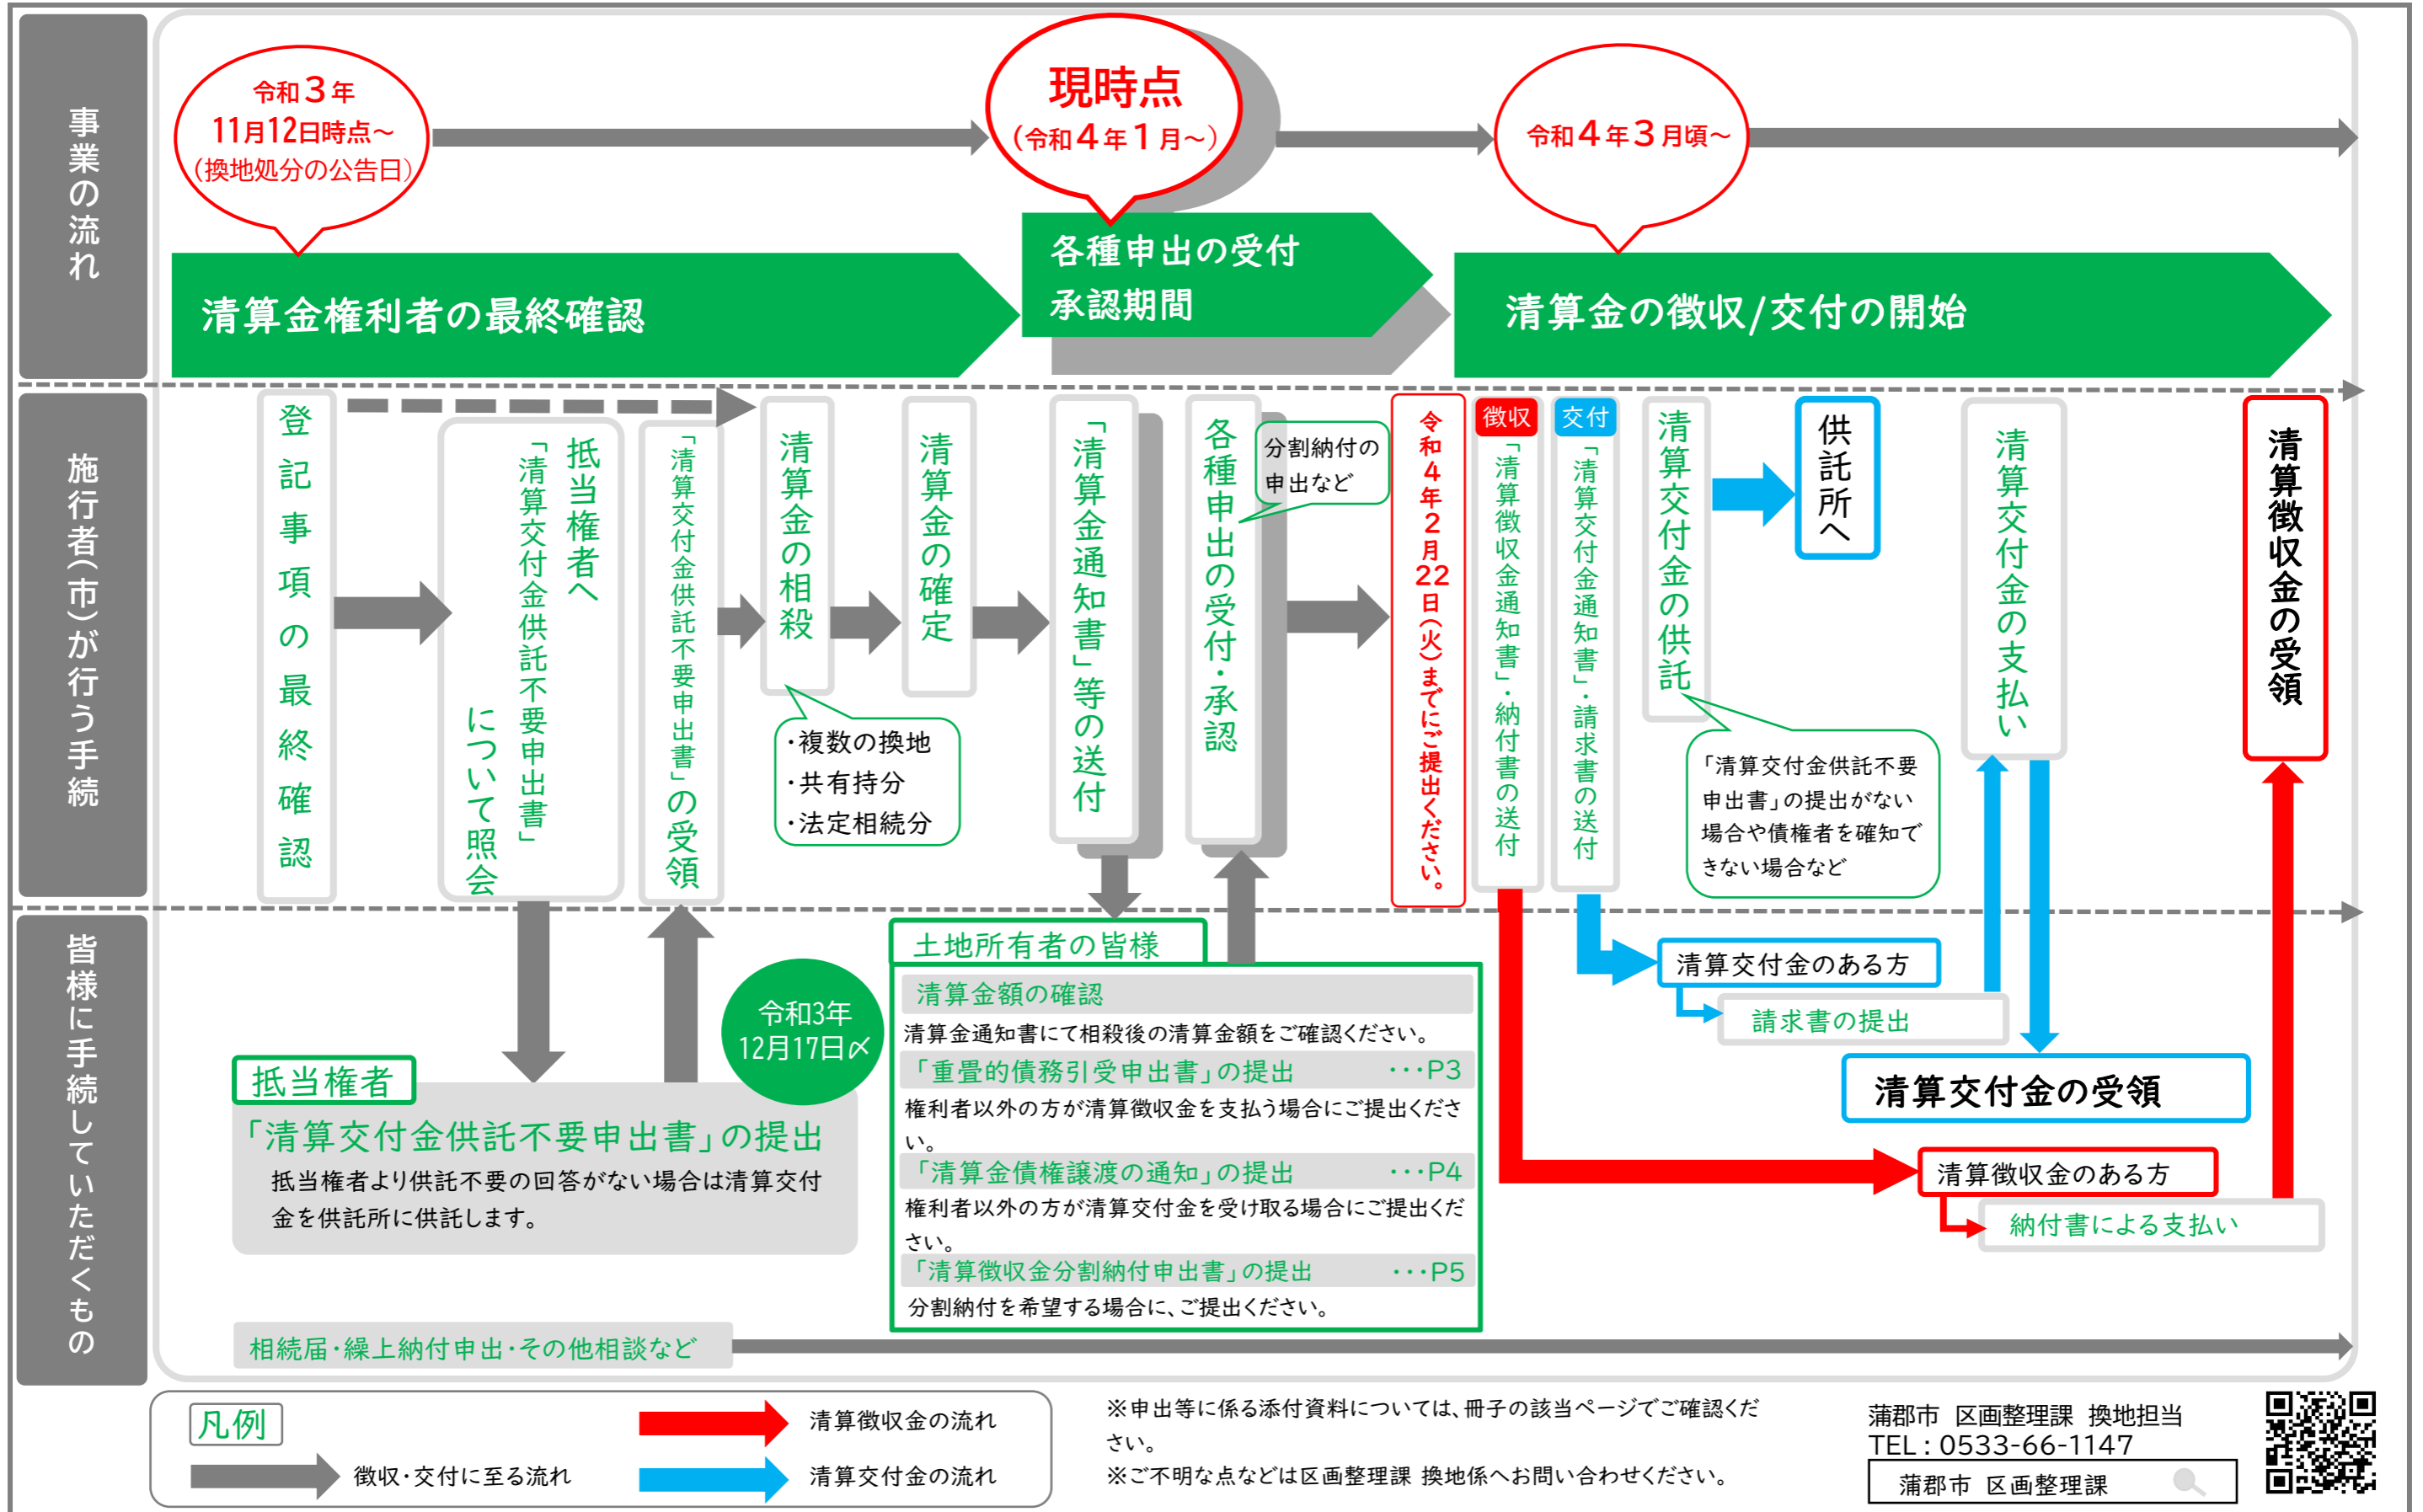 事業の流れ
令和3年
11月12日時点～
（換地処分の公告日）
現時点
（令和4年1月～）
令和4年3月頃～
清算金権利者の最終確認
各種申出の受付
承認期間
清算金の徴収/交付の開始
施行者（市）が行う手続
登記事項の最終確認
抵当権者へ
「清算交付金供託不要申出書」
について照会
「清算交付金供託不要申出書」の受領
清算金の相殺
・複数の換地
・共有持分
・法定相続分
清算金の確定
「清算金通知書」等の送付
各種申出の受付・承認
分割納付の
申出など
令和4年2月22日（火）までにご提出ください。
徴収
「清算徴収金通知書」・納付書の送付
交付
「清算交付金通知書」・請求書の送付
清算交付金の供託
「清算交付金供託不要
申出書」の提出がない
場合や債権者を確知で
きない場合など
供託所へ
清算交付金の支払い
清算徴収金の受領
皆様に手続していただくもの
令和3年
12月17日〆
抵当権者
「清算交付金供託不要申出書」の提出
抵当権者より供託不要の回答がない場合は清算交付
金を供託所に供託します。
土地所有者の皆様
清算金額の確認
清算金通知書にて相殺後の清算金額をご確認ください。
「重畳的債務引受申出書」の提出 ･･･P3
権利者以外の方が清算徴収金を支払う場合にご提出くださ
い。
「清算金債権譲渡の通知」の提出 ･･･P4
権利者以外の方が清算交付金を受け取る場合にご提出くだ
さい。
「清算徴収金分割納付申出書」の提出 ･･･P5
分割納付を希望する場合に、ご提出ください。
清算交付金のある方
請求書の提出
清算交付金の受領
清算徴収金のある方
納付書による支払い
相続届・繰上納付申出・その他相談など
凡例
徴収・交付に至る流れ
清算徴収金の流れ
清算交付金の流れ
※申出等に係る添付資料については、冊子の該当ページでご確認くだ
さい。
※ご不明な点などは区画整理課 換地係へお問い合わせください。
蒲郡市 区画整理課 換地担当
TEL：0533-66-1147
蒲郡市 区画整理課